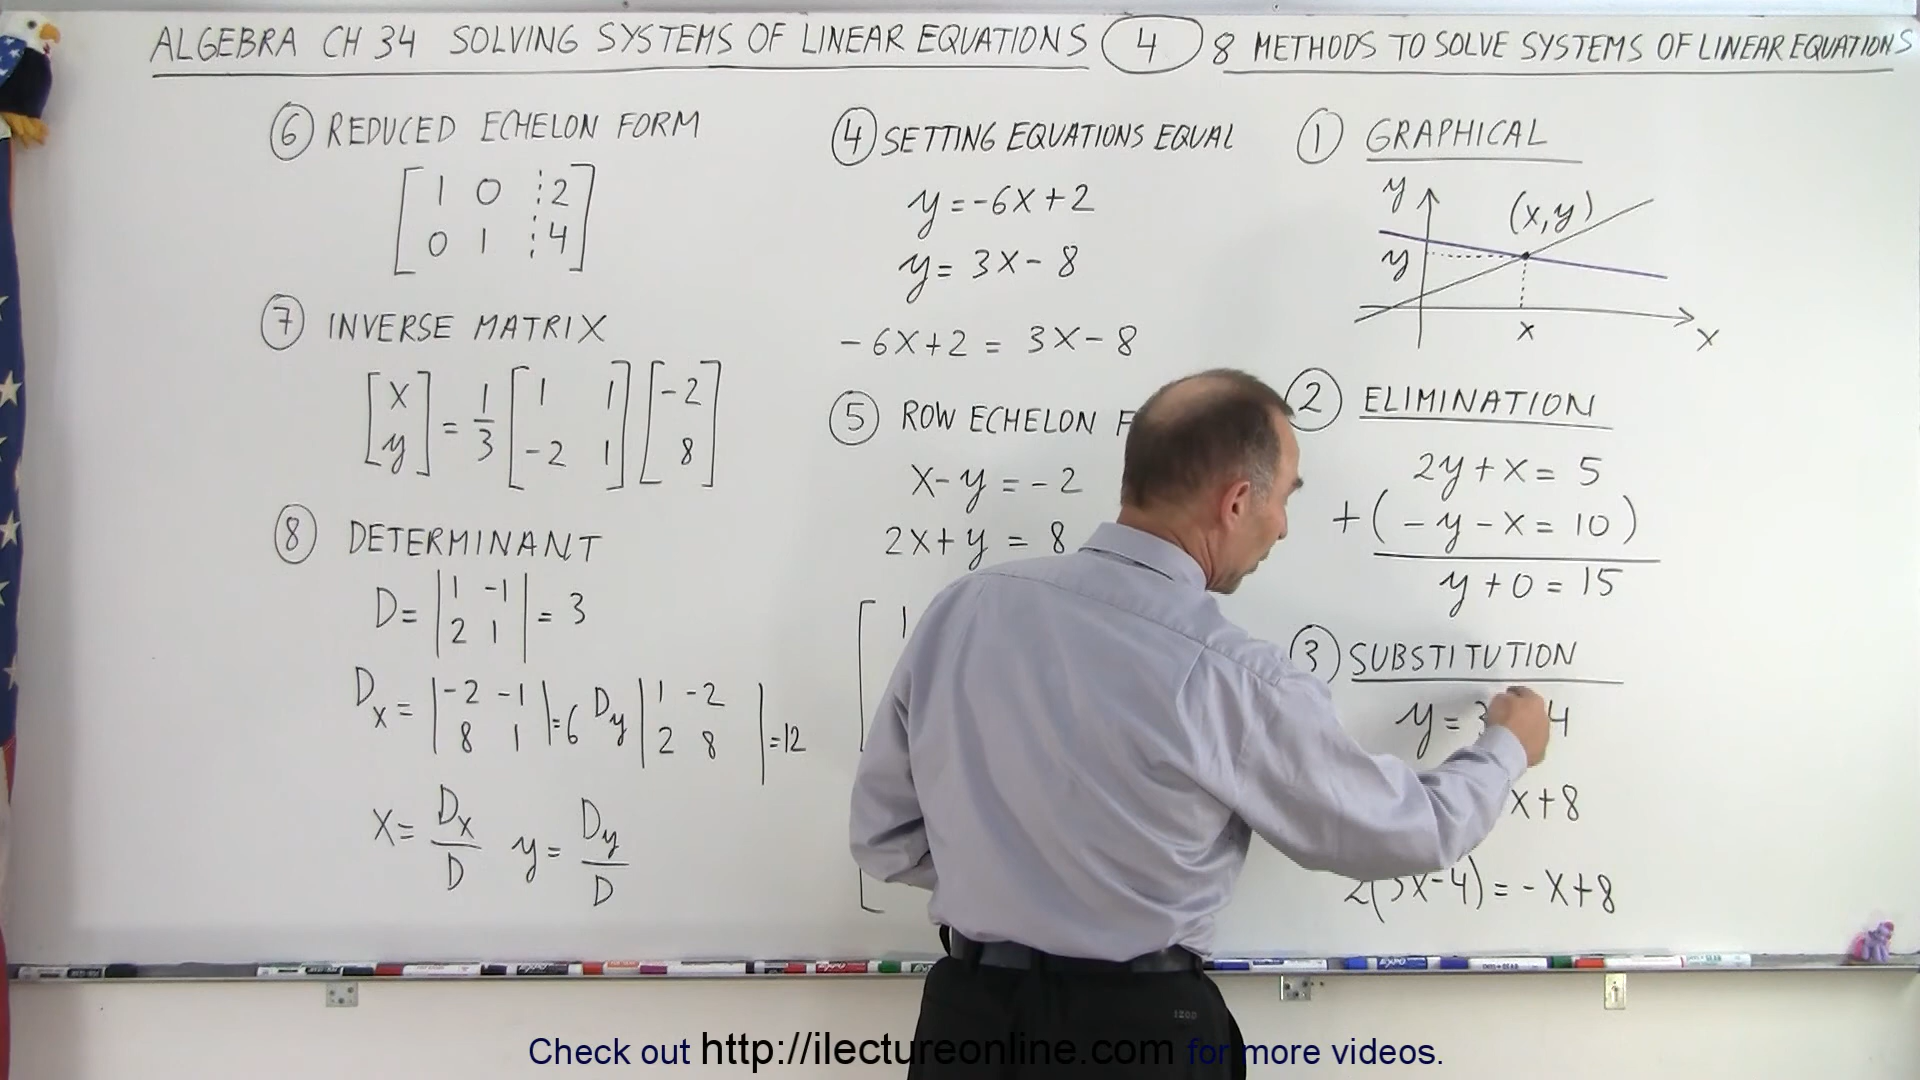 ALGEBRA CH 34 SOLVING SYSTEMS OF LINEAR EQUATIONS 4 8 METHODS TO SOLVE SYSTEMS OF LINEAR EQUATIONS
6 REDUCED ECHELON FORM
[ 1 0 ⋮ 2 ]
[ 0 1 ⋮ 4 ]
7 INVERSE MATRIX
[x y] = 1/3 [1 1 -2 1] [-2 8]
8 DETERMINANT
D = |1 -1 2 1| = 3
Dx = |-2 -1 8 1| = 6 Dy |1 -2 2 8| = 12
X = Dx/D y = Dy/D
4 SETTING EQUATIONS EQUAL
y = -6X + 2
y = 3X - 8
-6X + 2 = 3X - 8
5 ROW ECHELON F
X - y = -2
2X + y = 8
1
1 GRAPHICAL
y (x, y)
y
x X
2 ELIMINATION
2y + x = 5
+ ( -y - x = 10 )
y + 0 = 15
3 SUBSTITUTION
y = 3 4
x + 8
2(3X-4) = -X + 8
IZOD
Check out http://ilectureonline.com for more videos.